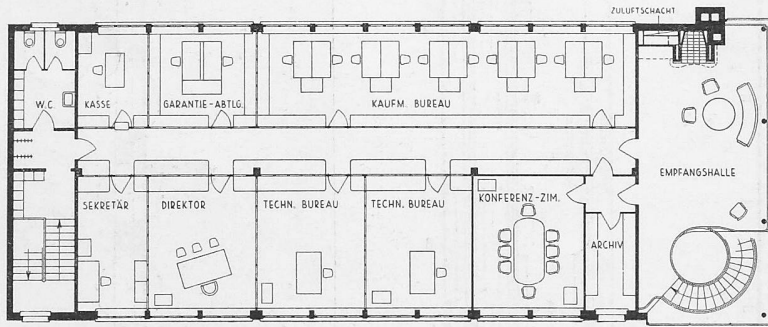 ZULUFTSCHACHT
W.C.
KASSE
GARANTIE-ABTLG.
KAUFM. BUREAU
EMPFANGSHALLE
SEKRETÄR
DIREKTOR
TECHN. BUREAU
TECHN. BUREAU
KONFERENZ-ZIM.
ARCHIV